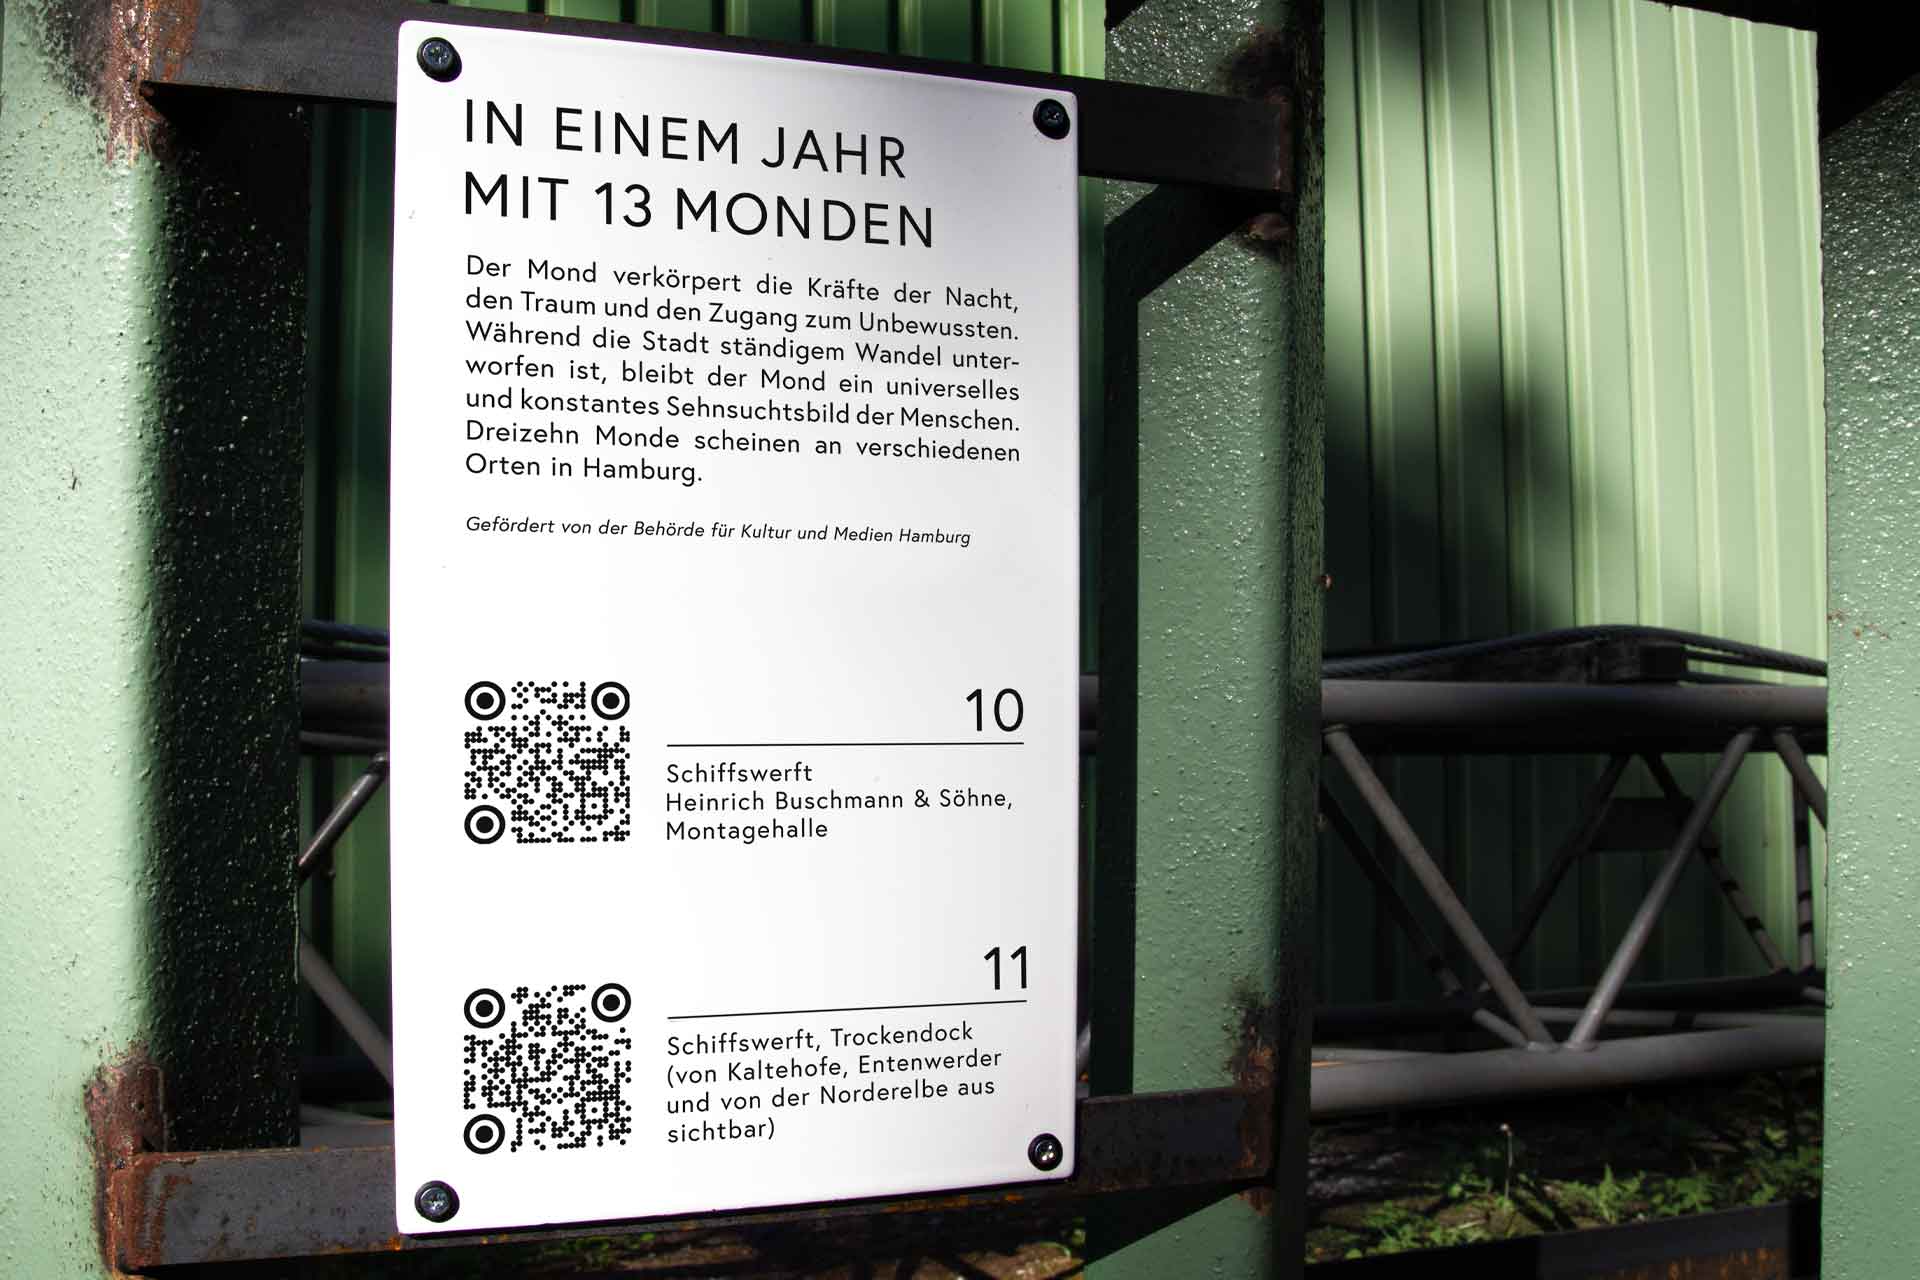 IN EINEM JAHR
MIT 13 MONDEN
Der Mond verkörpert die Kräfte der Nacht,
den Traum und den Zugang zum Unbewussten.
Während die Stadt ständigem Wandel unter-
worfen ist, bleibt der Mond ein universelles
und konstantes Sehnsuchtsbild der Menschen.
Dreizehn Monde scheinen an verschiedenen
Orten in Hamburg.
Gefördert von der Behörde für Kultur und Medien Hamburg
10
Schiffswerft
Heinrich Buschmann & Söhne,
Montagehalle
11
Schiffswerft, Trockendock
(von Kaltehofe, Entenwerder
und von der Norderelbe aus
sichtbar)